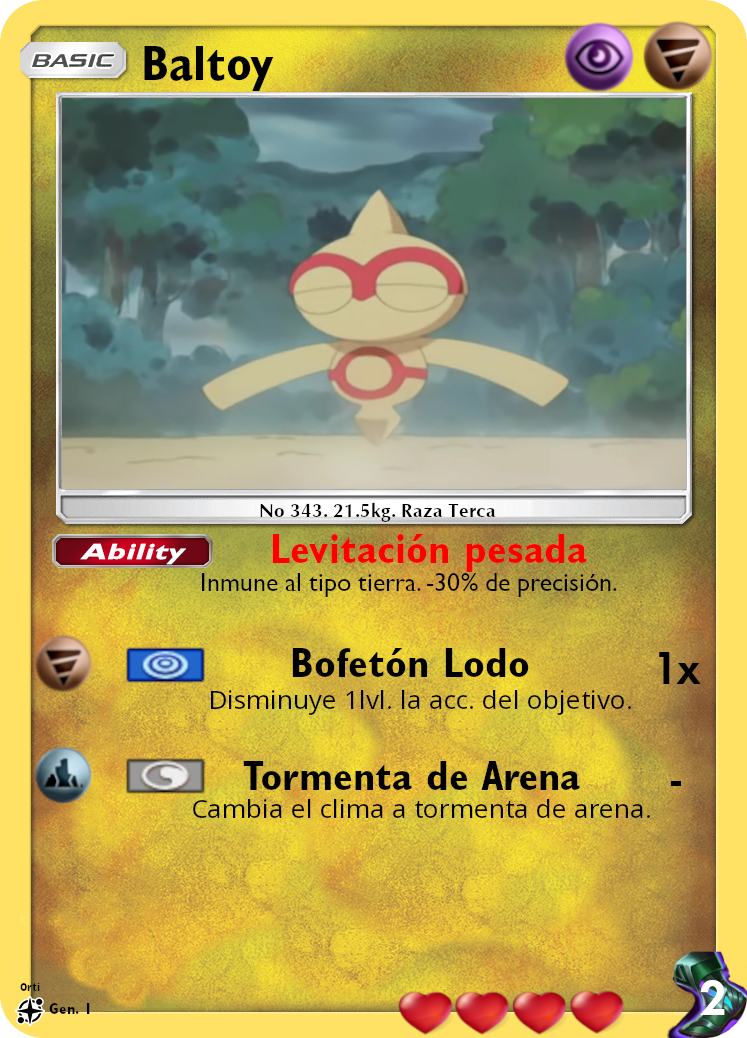 BASIC Baltoy
No 343. 21.5kg. Raza Terca
Ability Levitación pesada
Inmune al tipo tierra. -30% de precisión.
Bofetón Lodo 1x
Disminuye 1lvl. la acc. del objetivo.
Tormenta de Arena -
Cambia el clima a tormenta de arena.
Orti
Gen. 1
2